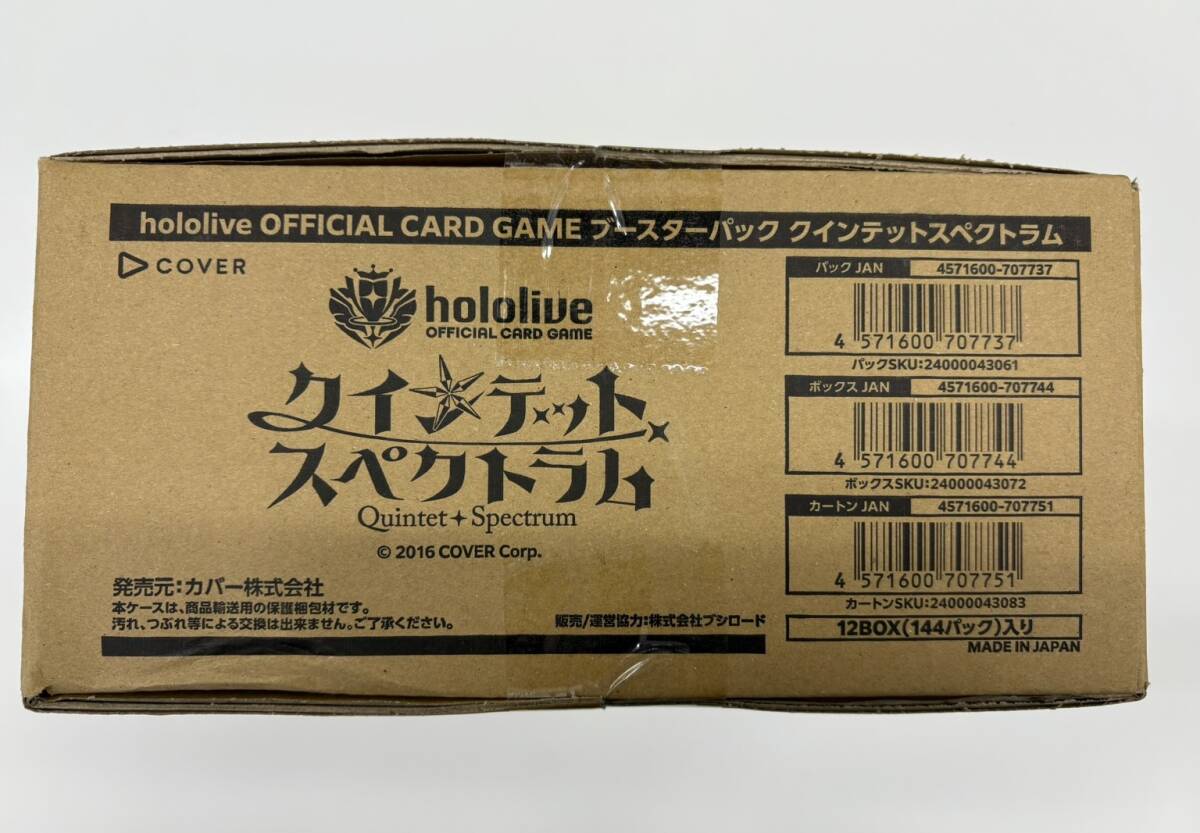 hololive OFFICIAL CARD GAME ブースターパック クインテットスペクトラム
COVER
hololive
OFFICIAL CARD GAME
クインテット
スペクトラム
Quintet Spectrum
© 2016 COVER Corp.
発売元:カバー株式会社
本ケースは、商品輸送用の保護梱包材です。
汚れ、つぶれ等による交換は出来ません。ご了承ください。
販売/運営協力:株式会社ブシロード
パック JAN 4571600-707737
4 571600 707737
パックSKU:24000043061
ボックス JAN 4571600-707744
4 571600 707744
ボックスSKU:24000043072
カートン JAN 4571600-707751
4 571600 707751
カートンSKU:24000043083
12BOX(144パック)入り
MADE IN JAPAN